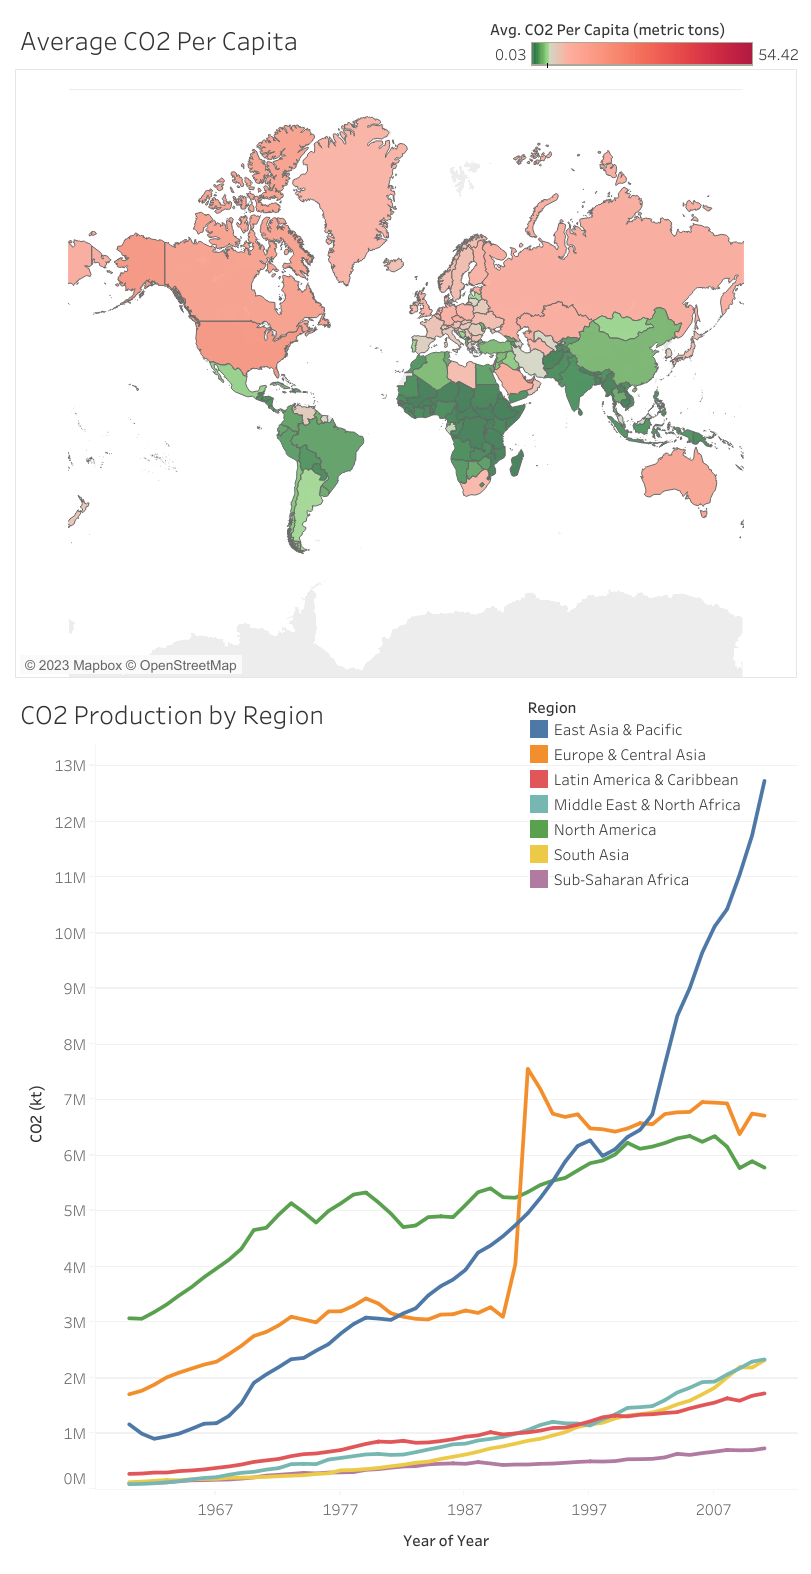 Average CO2 Per Capita
Avg. CO2 Per Capita (metric tons)
0.03
54.42
© 2023 Mapbox © OpenStreetMap
CO2 Production by Region
Region
East Asia & Pacific
Europe & Central Asia
Latin America & Caribbean
Middle East & North Africa
North America
South Asia
Sub-Saharan Africa
13M
12M
11M
10M
9M
8M
7M
6M
5M
4M
3M
2M
1M
0M
CO2 (kt)
1967
1977
1987
1997
2007
Year of Year